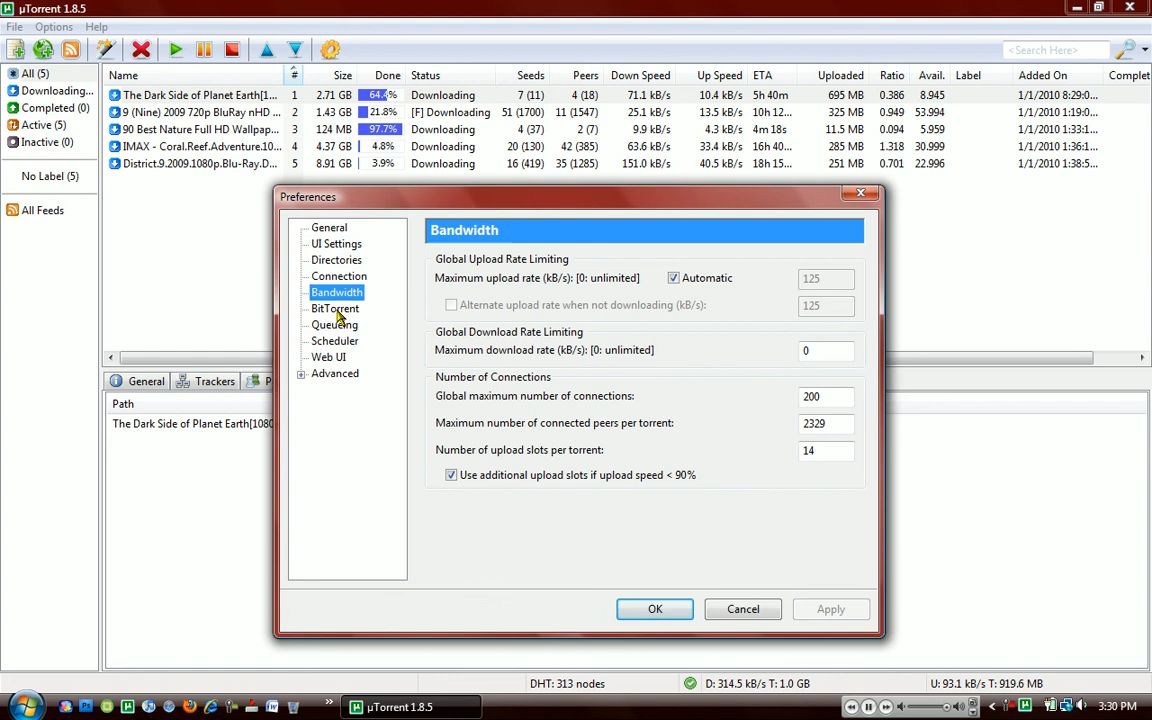 µTorrent 1.8.5
File Options Help
<Search Here>
All (5)
Downloading...
Completed (0)
Active (5)
Inactive (0)
No Label (5)
All Feeds
Name # Size Done Status Seeds Peers Down Speed Up Speed ETA Uploaded Ratio Avail. Label Added On Complet
The Dark Side of Planet Earth[1... 1 2.71 GB 64.4% Downloading 7 (11) 4 (18) 71.1 kB/s 10.4 kB/s 5h 40m 695 MB 0.386 8.945 1/1/2010 8:29:0...
9 (Nine) 2009 720p BluRay nHD ... 2 1.43 GB 21.8% [F] Downloading 51 (1700) 11 (1547) 25.1 kB/s 13.5 kB/s 10h 12... 325 MB 0.949 53.994 1/1/2010 1:19:0...
90 Best Nature Full HD Wallpap... 3 124 MB 97.7% Downloading 4 (37) 2 (7) 9.9 kB/s 4.3 kB/s 4m 18s 11.5 MB 0.094 5.959 1/1/2010 1:33:1...
IMAX - Coral.Reef.Adventure.10... 4 4.37 GB 4.8% Downloading 20 (130) 42 (385) 63.6 kB/s 33.4 kB/s 16h 40... 285 MB 1.318 30.999 1/1/2010 1:36:1...
District.9.2009.1080p.Blu-Ray.D... 5 8.91 GB 3.9% Downloading 16 (419) 35 (1285) 151.0 kB/s 40.5 kB/s 18h 15... 251 MB 0.701 22.996 1/1/2010 1:38:5...
Preferences
General
UI Settings
Directories
Connection
Bandwidth
BitTorrent
Queueing
Scheduler
Web UI
Advanced
Bandwidth
Global Upload Rate Limiting
Maximum upload rate (kB/s): [0: unlimited] Automatic 125
Alternate upload rate when not downloading (kB/s): 125
Global Download Rate Limiting
Maximum download rate (kB/s): [0: unlimited] 0
Number of Connections
Global maximum number of connections: 200
Maximum number of connected peers per torrent: 2329
Number of upload slots per torrent: 14
Use additional upload slots if upload speed < 90%
OK Cancel Apply
General Trackers P
Path
The Dark Side of Planet Earth[1080
DHT: 313 nodes D: 314.5 kB/s T: 1.0 GB U: 93.1 kB/s T: 919.6 MB
µTorrent 1.8.5 3:30 PM